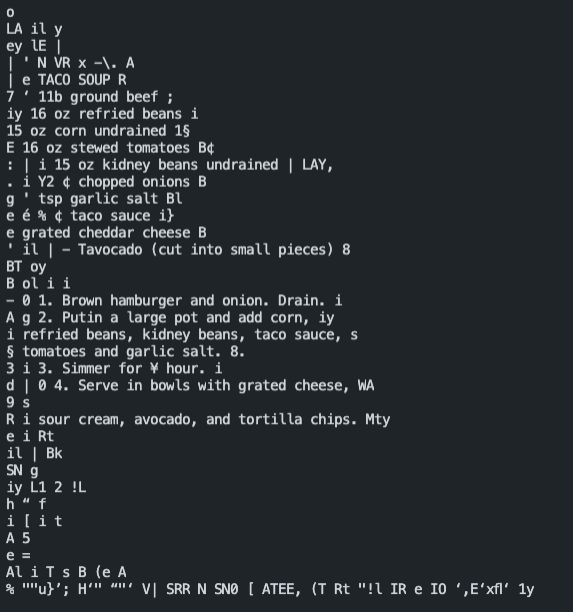 o
LA il y
ey lE |
| ' N VR x −\. A
| e TACO SOUP R
7 ‘ 11b ground beef ;
iy 16 oz refried beans i
15 oz corn undrained 1§
E 16 oz stewed tomatoes B¢
: | i 15 oz kidney beans undrained | LAY,
. i Y2 ¢ chopped onions B
g ' tsp garlic salt Bl
e é % ¢ taco sauce i}
e grated cheddar cheese B
' il | — Tavocado (cut into small pieces) 8
BT oy
B ol i i
− 0 1. Brown hamburger and onion. Drain. i
A g 2. Putin a large pot and add corn, iy
i refried beans, kidney beans, taco sauce, s
§ tomatoes and garlic salt. 8.
3 i 3. Simmer for ¥ hour. i
d | 0 4. Serve in bowls with grated cheese, WA
9 s
R i sour cream, avocado, and tortilla chips. Mty
e i Rt
il | Bk
SN g
iy L1 2 !L
h “ f
i [ i t
A 5
e =
Al i T s B (e A
% ""u}’; H‘" “"‘ V| SRR N SN0 [ ATEE, (T Rt "!l IR e IO ‘,E‘xfl‘ 1y